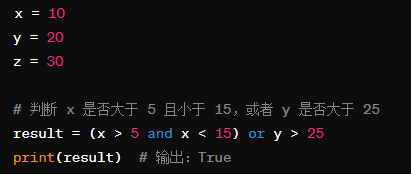 x = 10
y = 20
z = 30
# 判断 x 是否大于 5 且小于 15，或者 y 是否大于 25
result = (x > 5 and x < 15) or y > 25
print(result)  # 输出：True